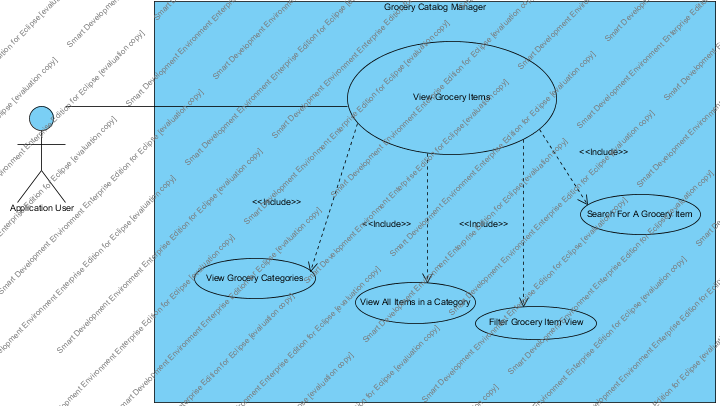 Grocery Catalog Manager
View Grocery Items
Application User
<<Include>>
<<Include>>
<<Include>>
<<Include>>
Search For A Grocery Item
View Grocery Categories
View All Items in a Category
Filter Grocery Item View
Smart Development Environment Enterprise Edition for Eclipse [evaluation copy]